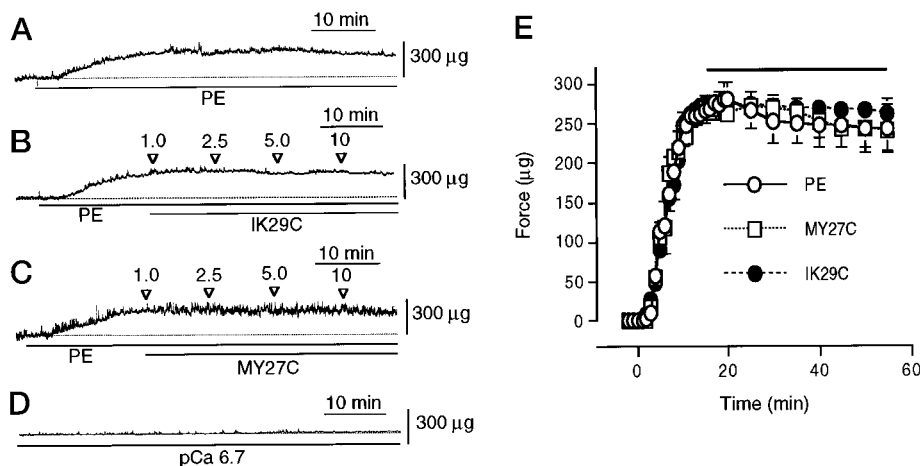 A
10 min
300 µg
PE
B
10 min
1.0 2.5 5.0 10
300 µg
PE
IK29C
C
10 min
1.0 2.5 5.0 10
300 µg
PE
MY27C
D
10 min
300 µg
pCa 6.7
E
Force (µg)
300
250
200
150
100
50
0
PE
MY27C
IK29C
0 20 40 60
Time (min)